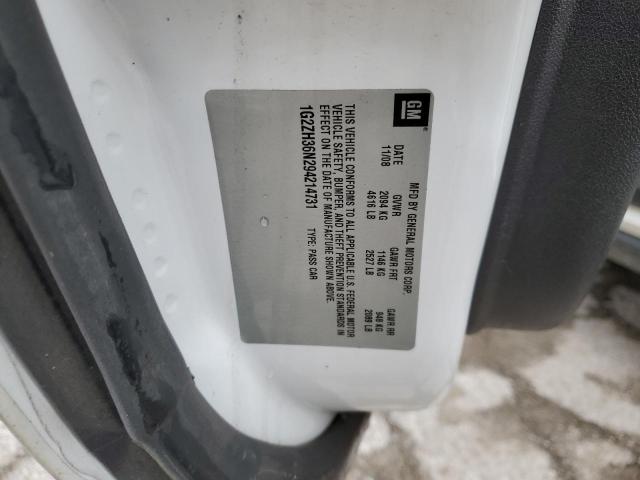 GM
MFD BY GENERAL MOTORS CORP.
DATE GVWR GAWR FRT GAWR RR
11/08 2094 KG 1146 KG 948 KG
4616 LB 2527 LB 2089 LB
THIS VEHICLE CONFORMS TO ALL APPLICABLE U.S. FEDERAL MOTOR
VEHICLE SAFETY, BUMPER, AND THEFT PREVENTION STANDARDS IN
EFFECT ON THE DATE OF MANUFACTURE SHOWN ABOVE.
1G2ZH36N294214731 TYPE: PASS CAR